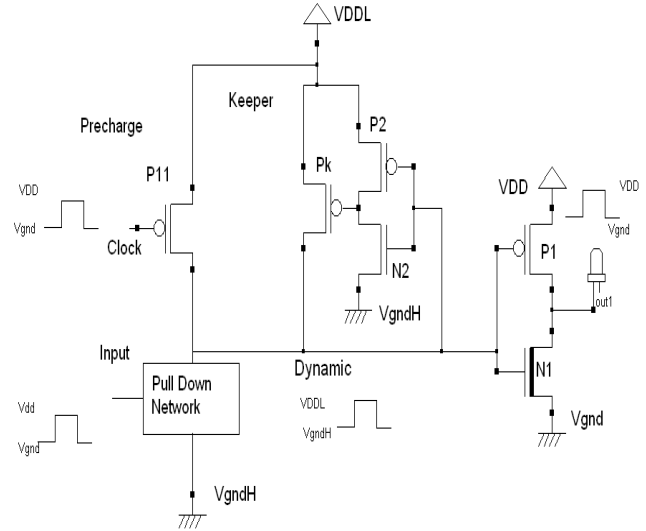 VDDL
Keeper
Precharge
P2
Pk
P11
VDD
VDD
VDD
Vgnd
Vgnd
P1
Clock
N2
out1
VgndH
Input
Dynamic
N1
Pull Down
Network
Vdd
VDDL
Vgnd
VgndH
Vgnd
VgndH